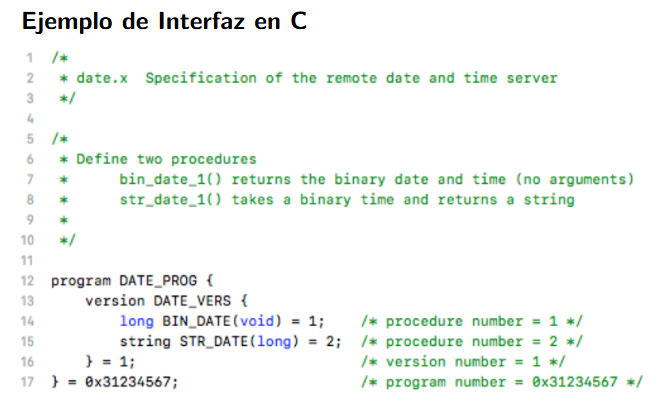 Ejemplo de Interfaz en C
1 /*
2  * date.x  Specification of the remote date and time server
3  */
4
5 /*
6  * Define two procedures
7  *      bin_date_1() returns the binary date and time (no arguments)
8  *      str_date_1() takes a binary time and returns a string
9  *
10  */
11
12 program DATE_PROG {
13     version DATE_VERS {
14         long BIN_DATE(void) = 1;    /* procedure number = 1 */
15         string STR_DATE(long) = 2;  /* procedure number = 2 */
16     } = 1;                          /* version number = 1 */
17 } = 0x31234567;                     /* program number = 0x31234567 */